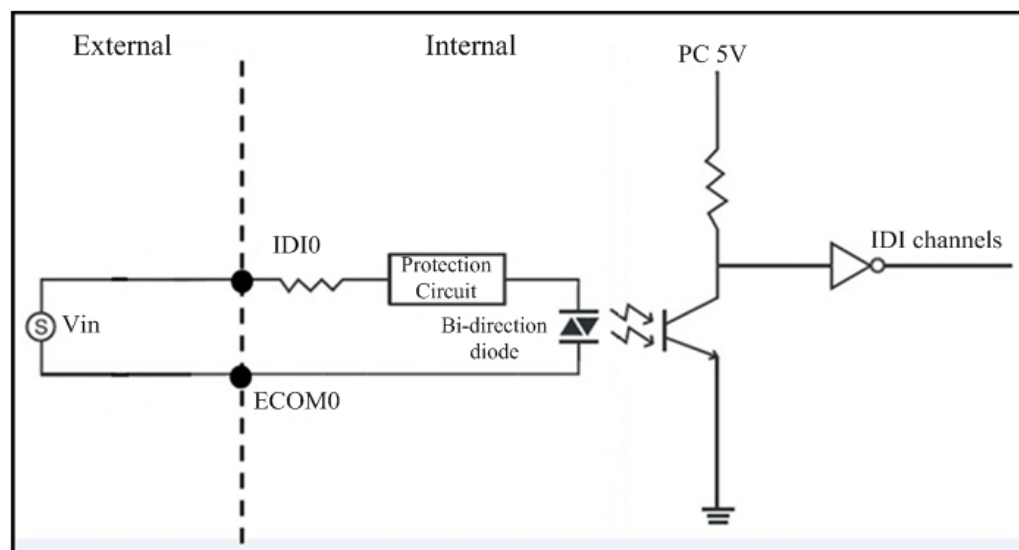 External
Internal
PC 5V
IDI0
IDI channels
Protection
Circuit
S
Vin
Bi-direction
diode
ECOM0